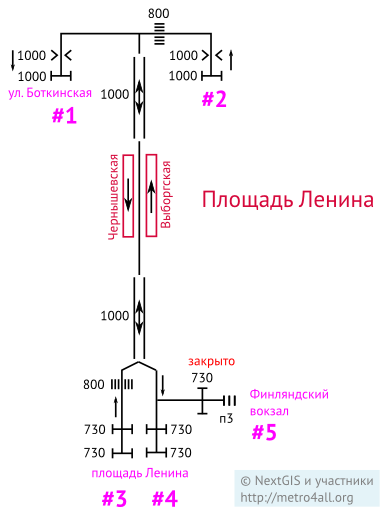 800
1000
1000
1000
1000
ул. Боткинская
#1
#2
1000
Чернышевская
Выборгская
Площадь Ленина
1000
закрыто
800
730
Финляндский
вокзал
п3
730
730
#5
730
730
площадь Ленина
#3
#4
© NextGIS и участники
http://metro4all.org